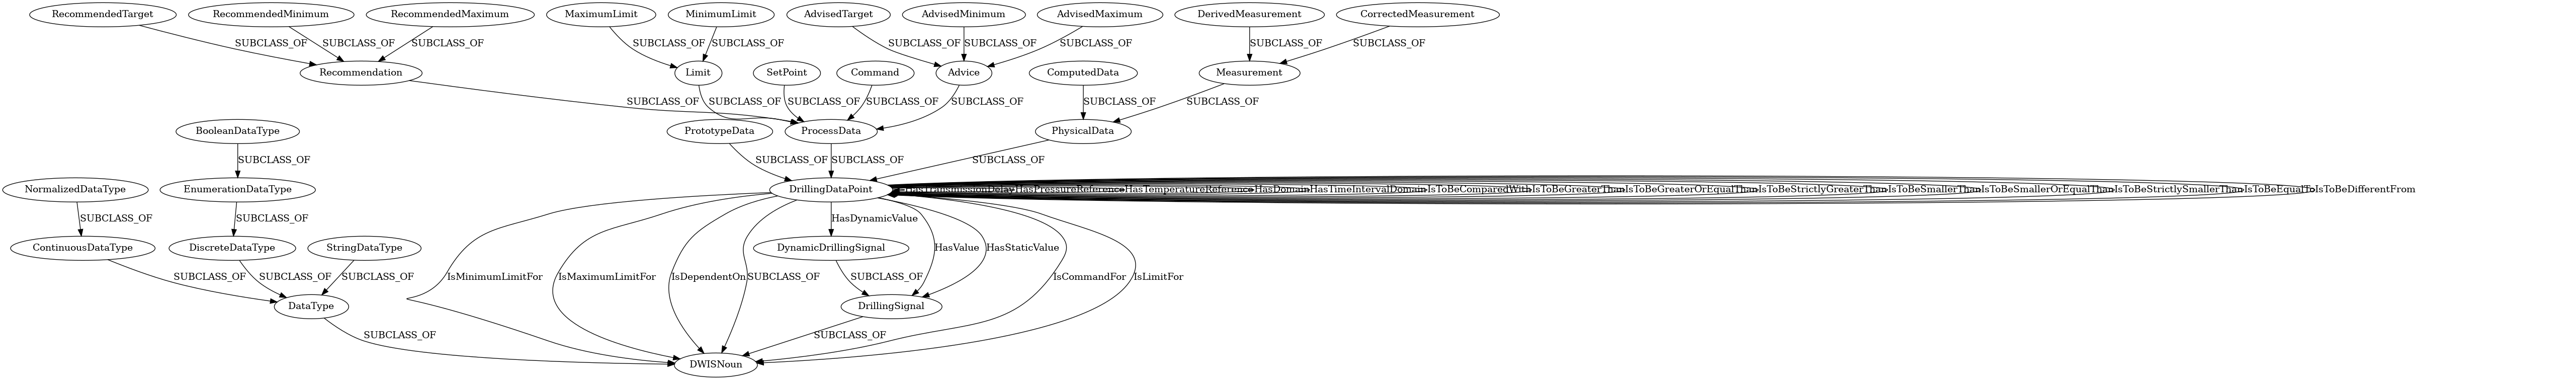 RecommendedTarget RecommendedMinimum RecommendedMaximum MaximumLimit MinimumLimit AdvisedTarget AdvisedMinimum AdvisedMaximum DerivedMeasurement CorrectedMeasurement
SUBCLASS_OF SUBCLASS_OF SUBCLASS_OF SUBCLASS_OF SUBCLASS_OF SUBCLASS_OF SUBCLASS_OF SUBCLASS_OF SUBCLASS_OF SUBCLASS_OF
Recommendation Limit SetPoint Command Advice ComputedData Measurement
SUBCLASS_OF SUBCLASS_OF SUBCLASS_OF SUBCLASS_OF SUBCLASS_OF SUBCLASS_OF SUBCLASS_OF
BooleanDataType PrototypeData ProcessData PhysicalData
SUBCLASS_OF SUBCLASS_OF SUBCLASS_OF SUBCLASS_OF
NormalizedDataType EnumerationDataType DrillingDataPoint HasTransmissionDelay HasPressureReference HasTemperatureReference HasDomain HasTimeIntervalDomain IsToBeComparedWith IsToBeGreaterThan IsToBeGreaterOrEqualThan IsToBeStrictlyGreaterThan IsToBeSmallerThan IsToBeSmallerOrEqualThan IsToBeStrictlySmallerThan IsToBeEqualTo IsToBeDifferentFrom
SUBCLASS_OF SUBCLASS_OF HasDynamicValue
ContinuousDataType DiscreteDataType StringDataType DynamicDrillingSignal HasValue HasStaticValue
SUBCLASS_OF SUBCLASS_OF SUBCLASS_OF IsMinimumLimitFor IsMaximumLimitFor IsDependentOn SUBCLASS_OF SUBCLASS_OF IsCommandFor IsLimitFor
DataType DrillingSignal
SUBCLASS_OF SUBCLASS_OF
DWISNoun